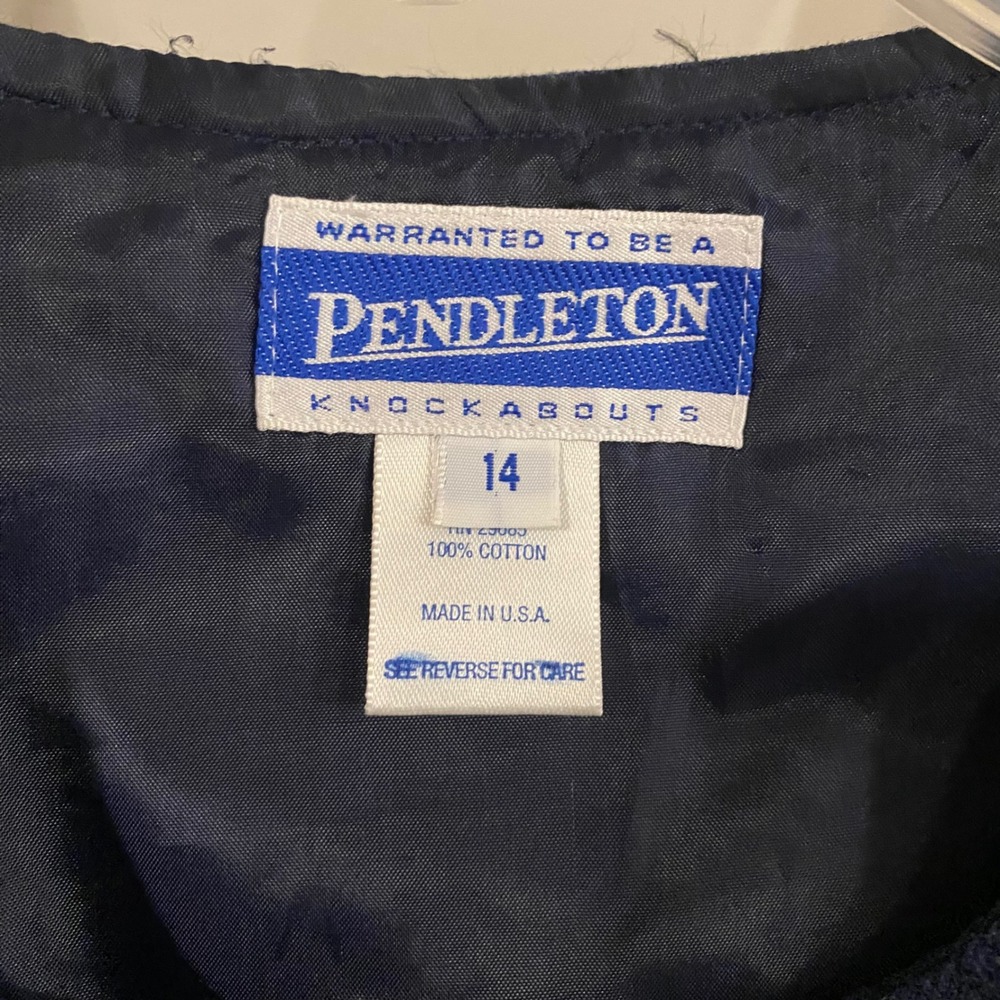 WARRANTED TO BE A
PENDLETON
KNOCKABOUTS
14
100% COTTON
MADE IN U.S.A.
SEE REVERSE FOR CARE